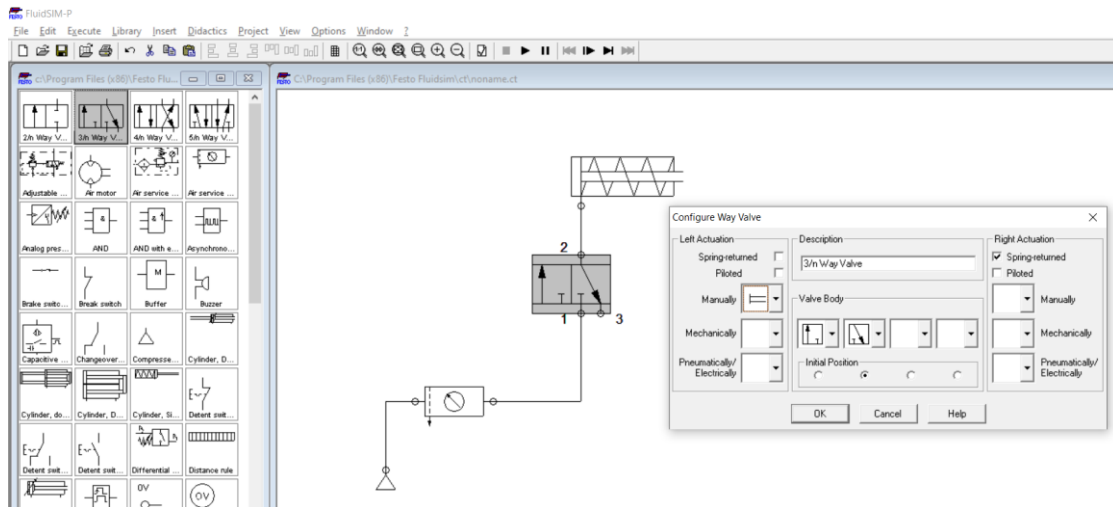 FluidSIM-P
File Edit Execute Library Insert Didactics Project View Options Window ?
c:\Program Files (x86)\Festo Flu...
C:\Program Files (x86)\Festo Fluidsim\ct\noname.ct
2/n Way V... 3/n Way V... 4/n Way V... 5/n Way V...
Adjustable ... Air motor Air service ... Air service ...
Analog pres... AND AND with e... Asynchrono...
&
&
M
Brake switc... Break switch Buffer Buzzer
Capacitive ... Changeover... Compresse... Cylinder, D...
Cylinder, do... Cylinder, D... Cylinder, Si... Detent swit...
Detent swit... Detent swit... Differential ... Distance rule
0V
0V
2
1
3
Configure Way Valve
Left Actuation
Spring-returned
Piloted
Manually
Mechanically
Pneumatically/
Electrically
Description
3/n Way Valve
Valve Body
Initial Position
Right Actuation
Spring-returned
Piloted
Manually
Mechanically
Pneumatically/
Electrically
OK Cancel Help